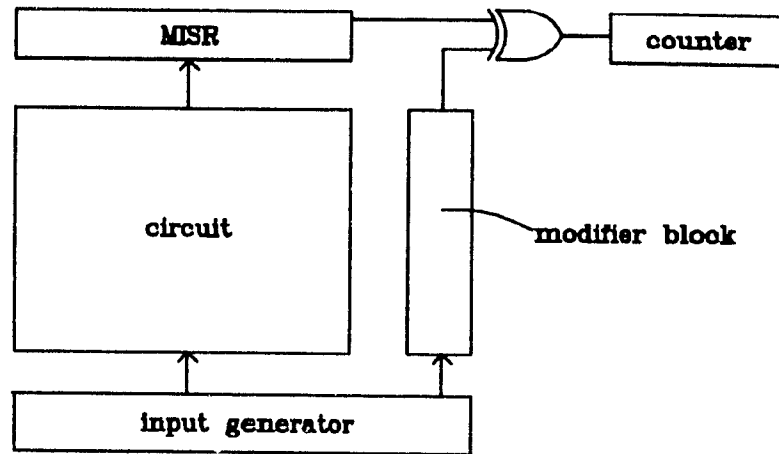 MISR
counter
circuit
modifier block
input generator